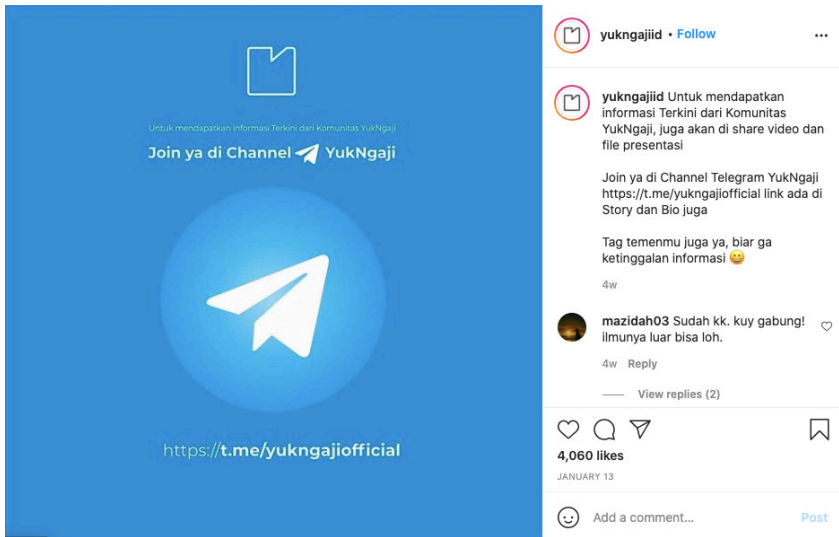 Untuk mendapatkan informasi Terkini dari Komunitas YukNgaji
Join ya di Channel YukNgaji
https://t.me/yukngajiofficial
yukngajiid • Follow
yukngajiid Untuk mendapatkan
informasi Terkini dari Komunitas
YukNgaji, juga akan di share video dan
file presentasi
Join ya di Channel Telegram YukNgaji
https://t.me/yukngajiofficial link ada di
Story dan Bio juga
Tag temenmu juga ya, biar ga
ketinggalan informasi 😀
4w
mazidah03 Sudah kk. kuy gabung!
ilmunya luar bisa loh.
4w Reply
View replies (2)
4,060 likes
JANUARY 13
Add a comment...
Post